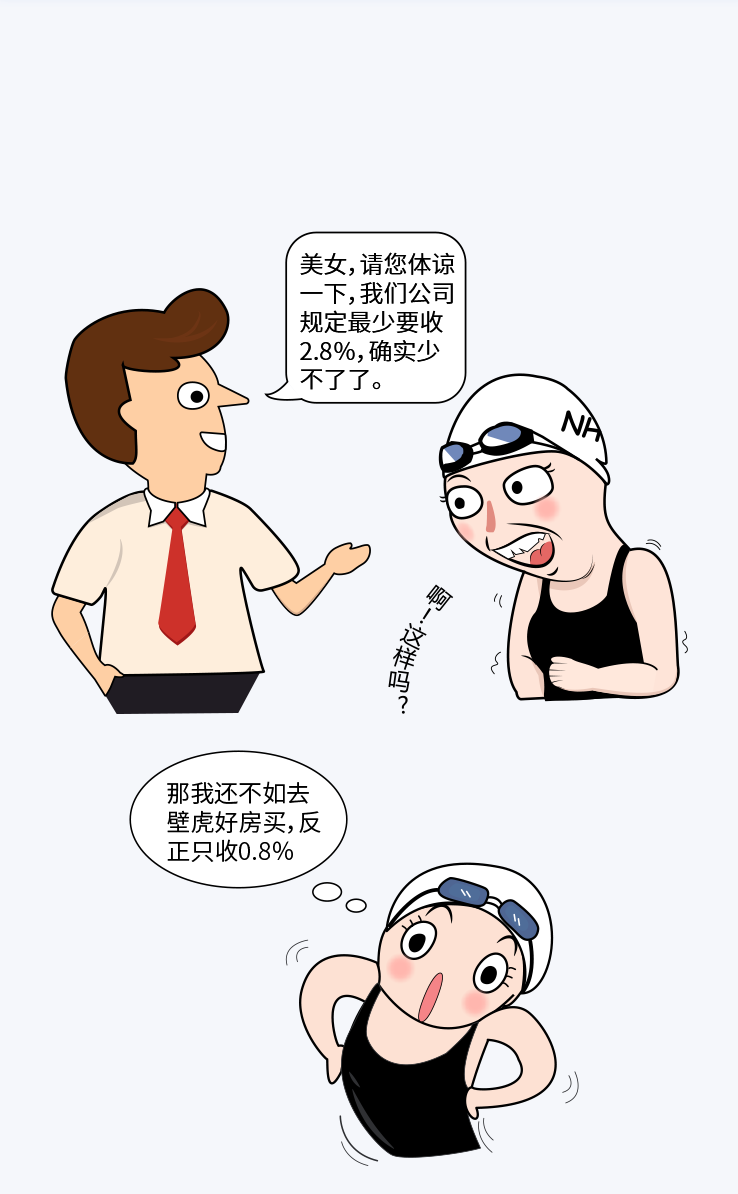 美女，请您体谅
一下，我们公司
规定最少要收
2.8%，确实少
不了了。
NH
啊！这样吗？
那我还不如去
壁虎好房买，反
正只收0.8%